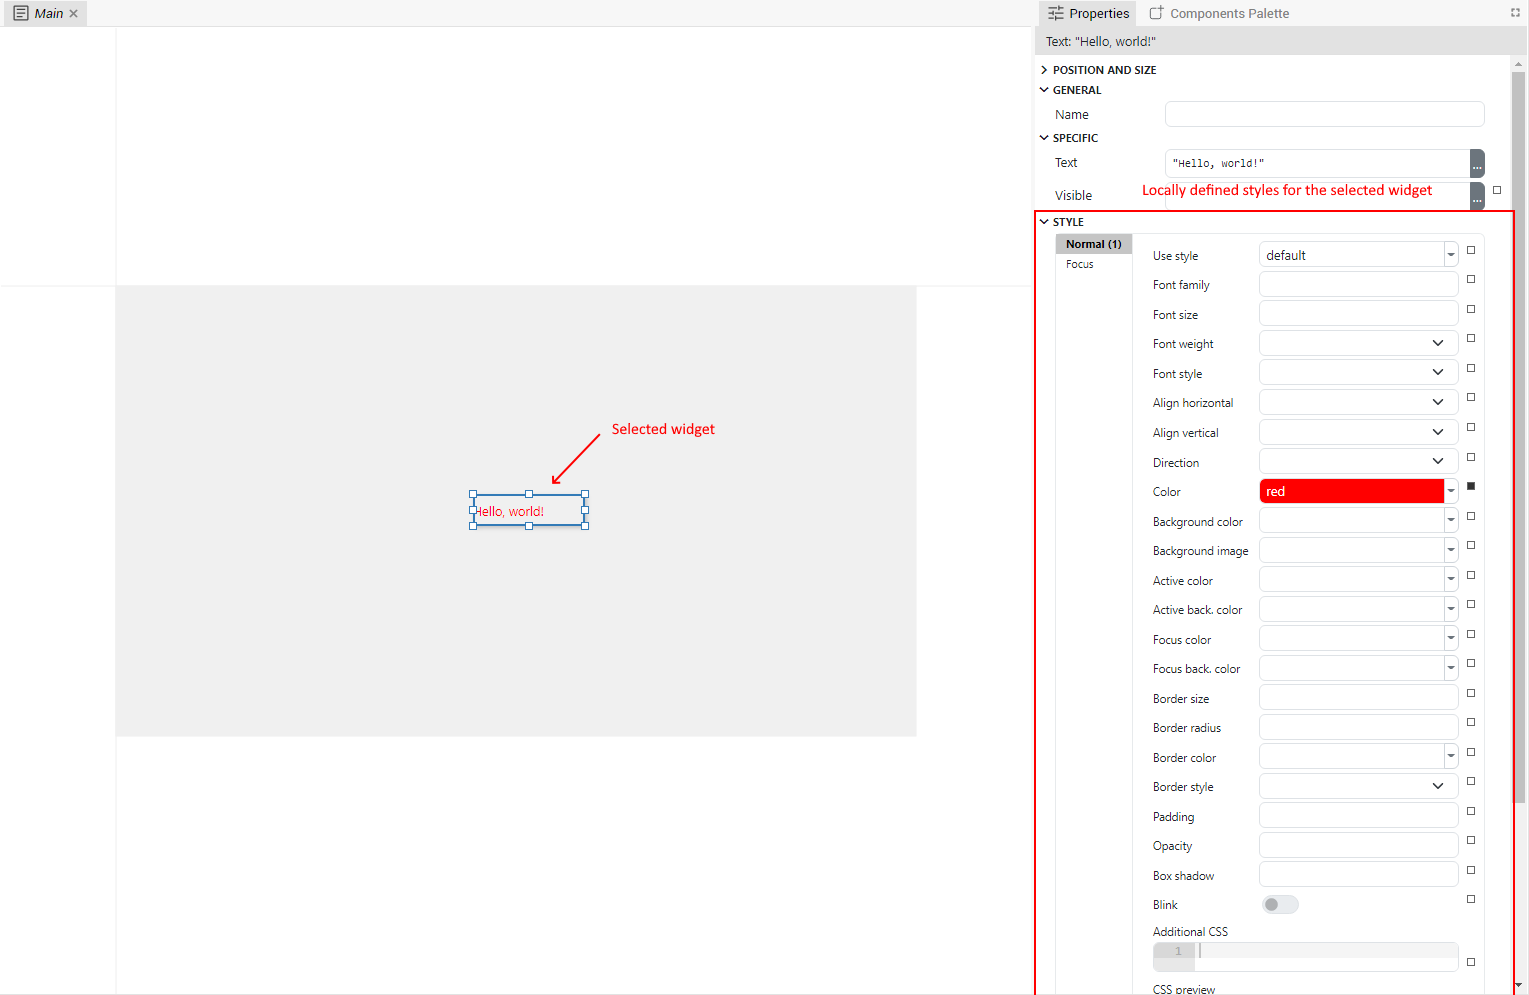 Main
Properties
Components Palette
Text: "Hello, world!"
POSITION AND SIZE
GENERAL
Name
SPECIFIC
Text
"Hello, world!"
...
Visible
Locally defined styles for the selected widget
...
STYLE
Normal (1)
Focus
Use style
default
Font family
Font size
Font weight
Font style
Align horizontal
Align vertical
Direction
Color
red
Background color
Background image
Active color
Active back. color
Focus color
Focus back. color
Border size
Border radius
Border color
Border style
Padding
Opacity
Box shadow
Blink
Additional CSS
1
CSS preview
Selected widget
Hello, world!